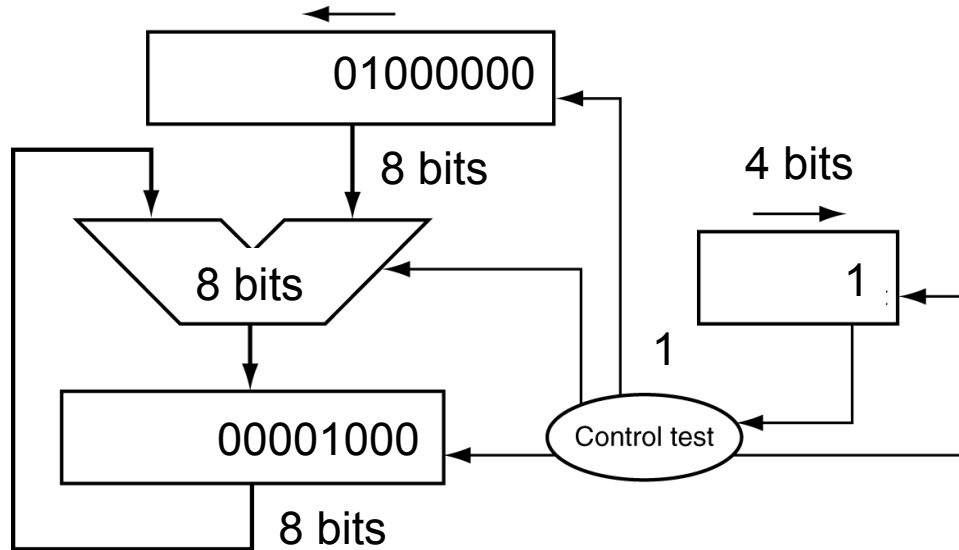 01000000
8 bits
4 bits
8 bits
1
1
Control test
00001000
8 bits